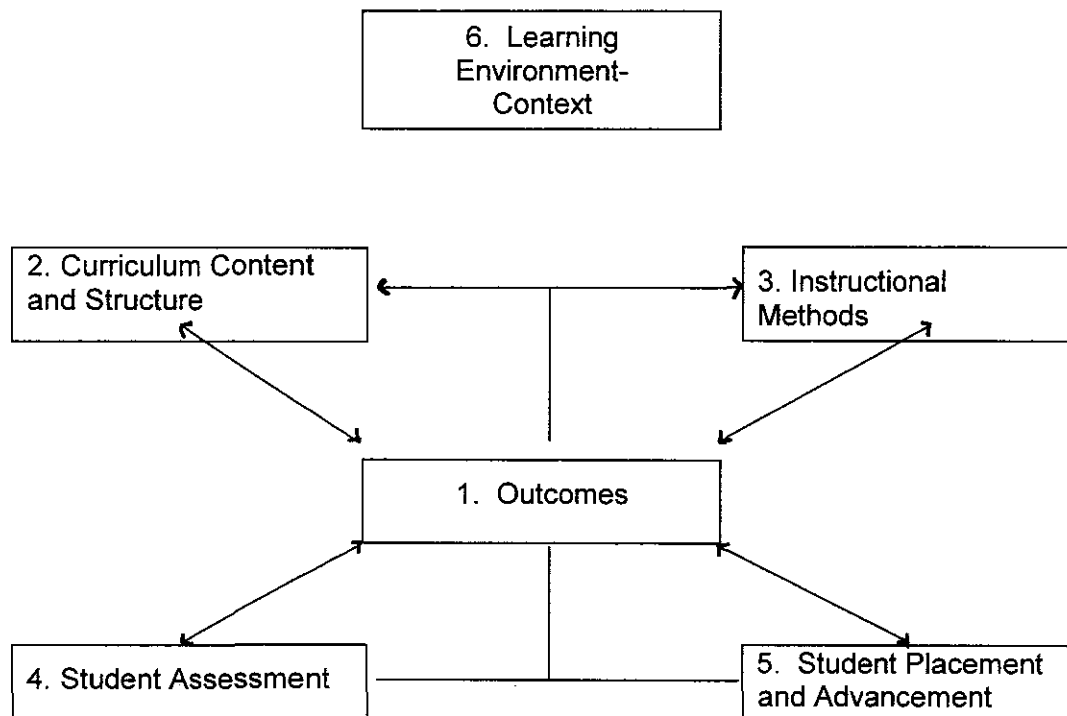 6. Learning
Environment-
Context
2. Curriculum Content
and Structure
3. Instructional
Methods
1. Outcomes
4. Student Assessment
5. Student Placement
and Advancement